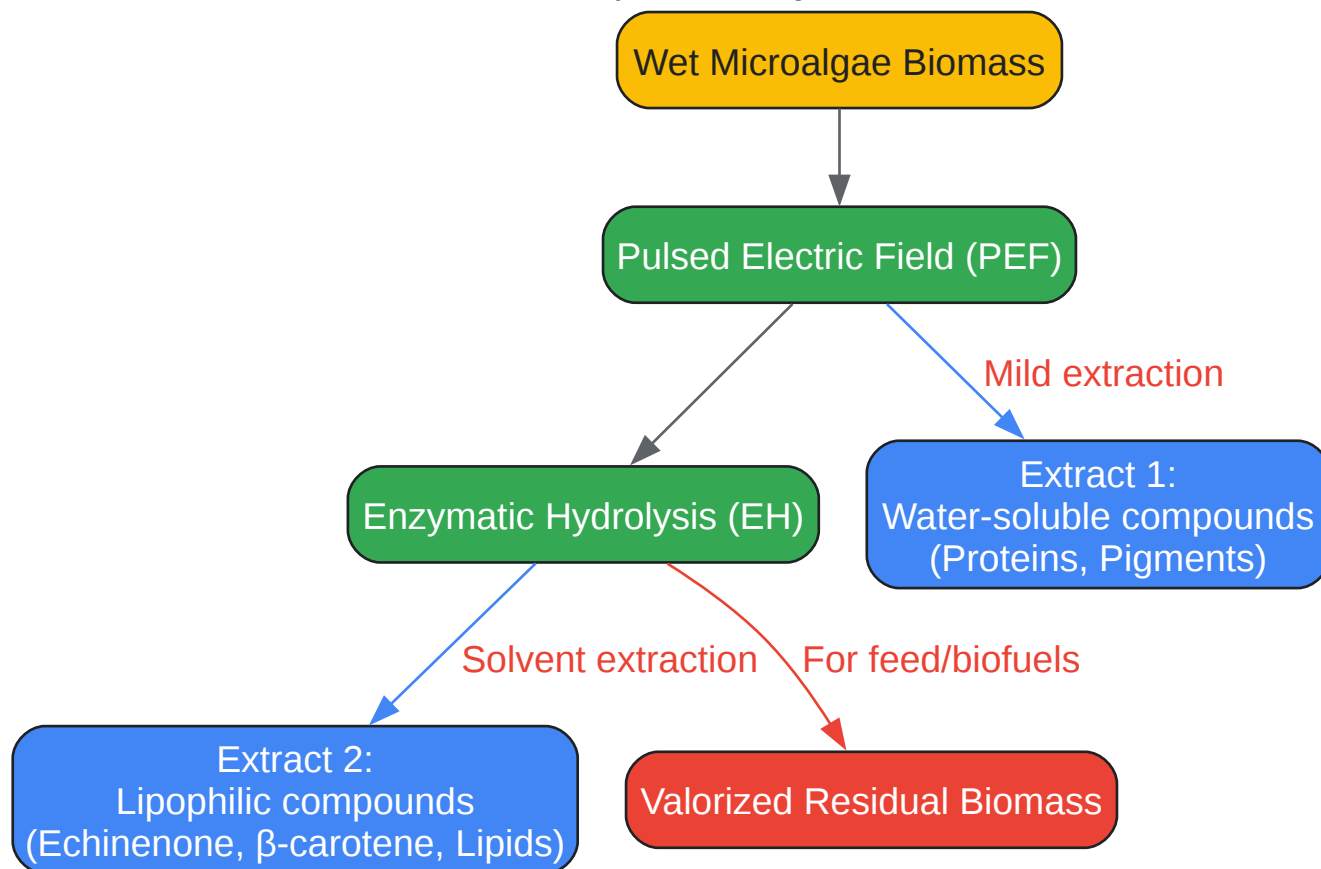 Wet Microalgae Biomass
Pulsed Electric Field (PEF)
Mild extraction
Enzymatic Hydrolysis (EH)
Extract 1:
Water-soluble compounds
(Proteins, Pigments)
Solvent extraction
For feed/biofuels
Extract 2:
Lipophilic compounds
(Echinenone, β-carotene, Lipids)
Valorized Residual Biomass